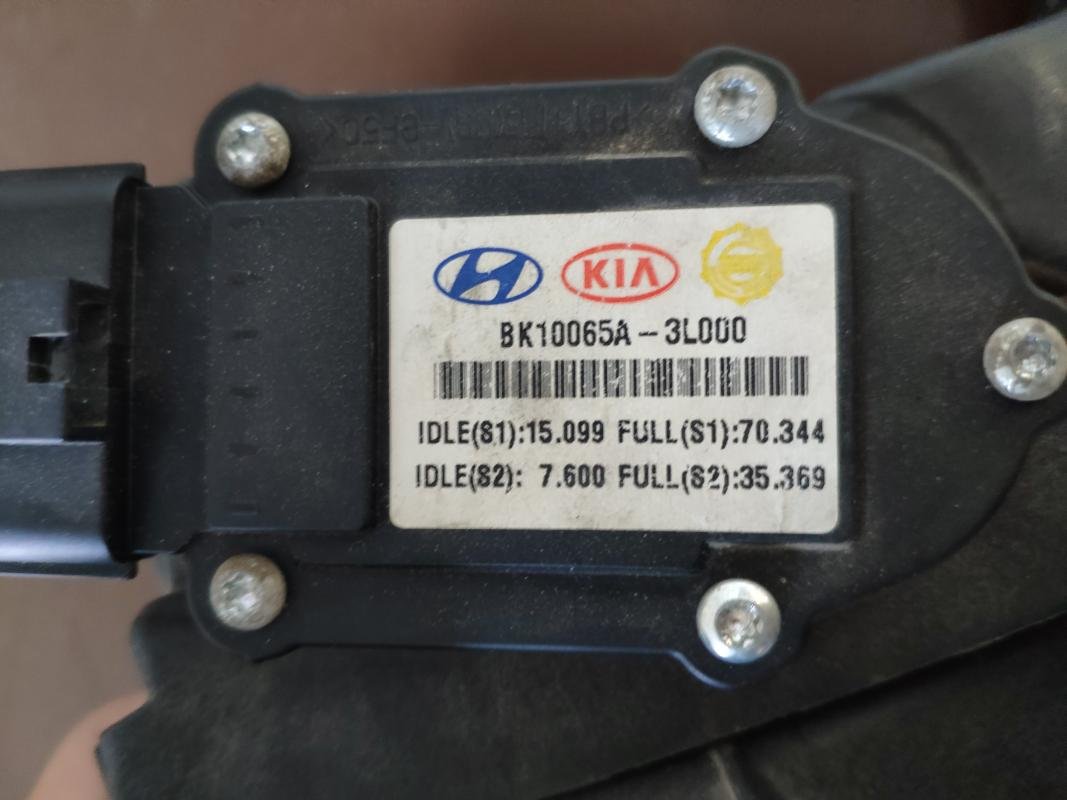 KIA
BK10065A-3L000
IDLE(S1):15.099 FULL(S1):70.344
IDLE(S2): 7.600 FULL(S2):35.369